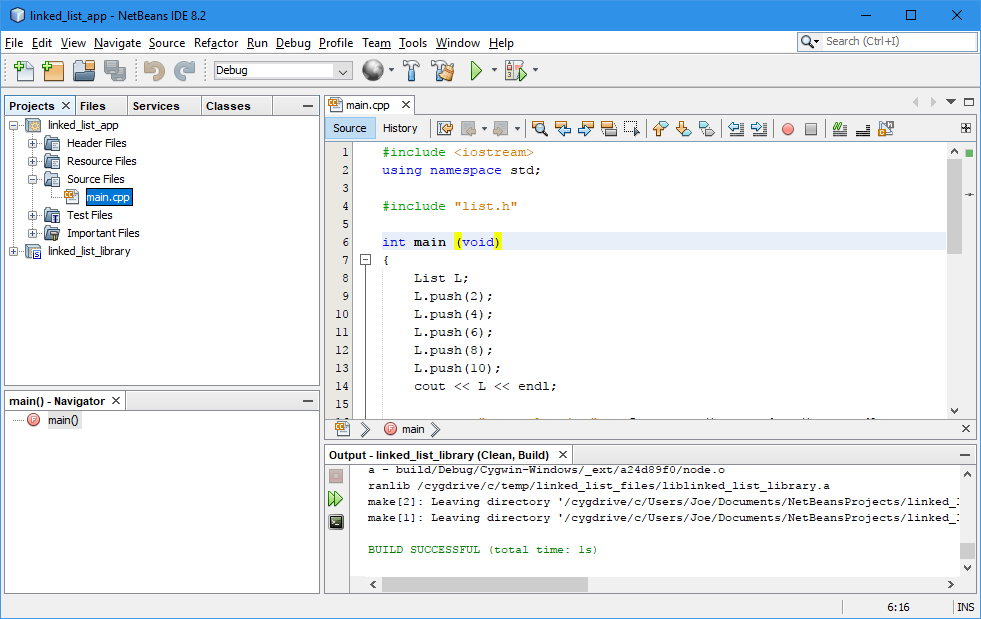 linked_list_app - NetBeans IDE 8.2
File Edit View Navigate Source Refactor Run Debug Profile Team Tools Window Help
Search (Ctrl+I)
Debug
Projects Files Services Classes
linked_list_app
Header Files
Resource Files
Source Files
main.cpp
Test Files
Important Files
linked_list_library
main() - Navigator
main()
main.cpp
Source History
1 #include <iostream>
2 using namespace std;
3
4 #include "list.h"
5
6 int main (void)
7 {
8 List L;
9 L.push(2);
10 L.push(4);
11 L.push(6);
12 L.push(8);
13 L.push(10);
14 cout << L << endl;
15
main
Output - linked_list_library (Clean, Build)
a - build/Debug/Cygwin-Windows/_ext/a24d89f0/node.o
ranlib /cygdrive/c/temp/linked_list_files/liblinked_list_library.a
make[2]: Leaving directory '/cygdrive/c/Users/Joe/Documents/NetBeansProjects/linked_
make[1]: Leaving directory '/cygdrive/c/Users/Joe/Documents/NetBeansProjects/linked_
BUILD SUCCESSFUL (total time: 1s)
6:16 INS